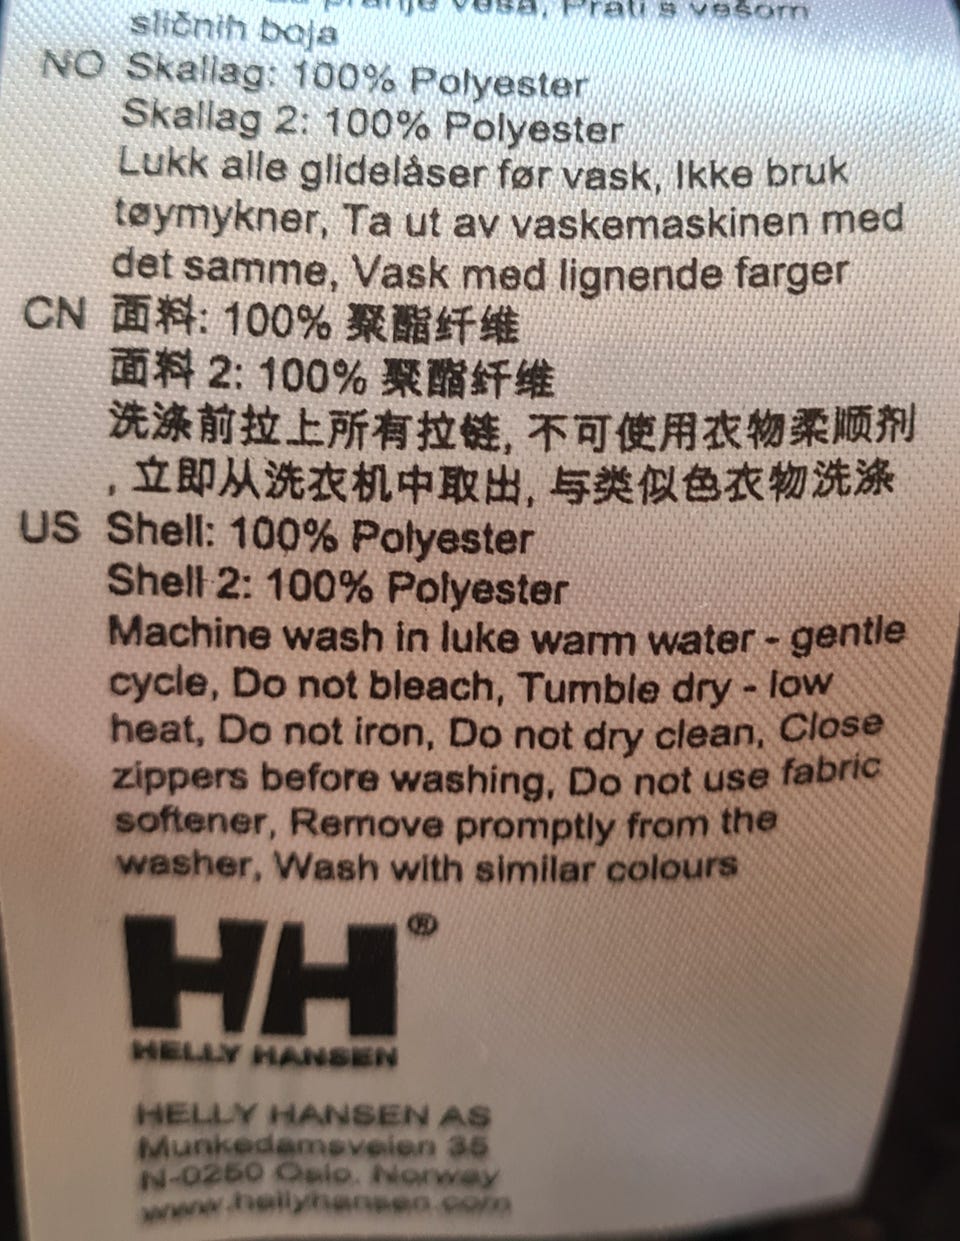 pranje veša, Prati s vešom
sličnih boja
NO Skallag: 100% Polyester
Skallag 2: 100% Polyester
Lukk alle glidelåser før vask, Ikke bruk
tøymykner, Ta ut av vaskemaskinen med
det samme, Vask med lignende farger
CN 面料: 100% 聚酯纤维
面料 2: 100% 聚酯纤维
洗涤前拉上所有拉链, 不可使用衣物柔顺剂
, 立即从洗衣机中取出, 与类似色衣物洗涤
US Shell: 100% Polyester
Shell 2: 100% Polyester
Machine wash in luke warm water - gentle
cycle, Do not bleach, Tumble dry - low
heat, Do not iron, Do not dry clean, Close
zippers before washing, Do not use fabric
softener, Remove promptly from the
washer, Wash with similar colours
HH®
HELLY HANSEN
HELLY HANSEN AS
Munkedamsveien 35
N-0250 Oslo. Norway
www.hellyhansen.com